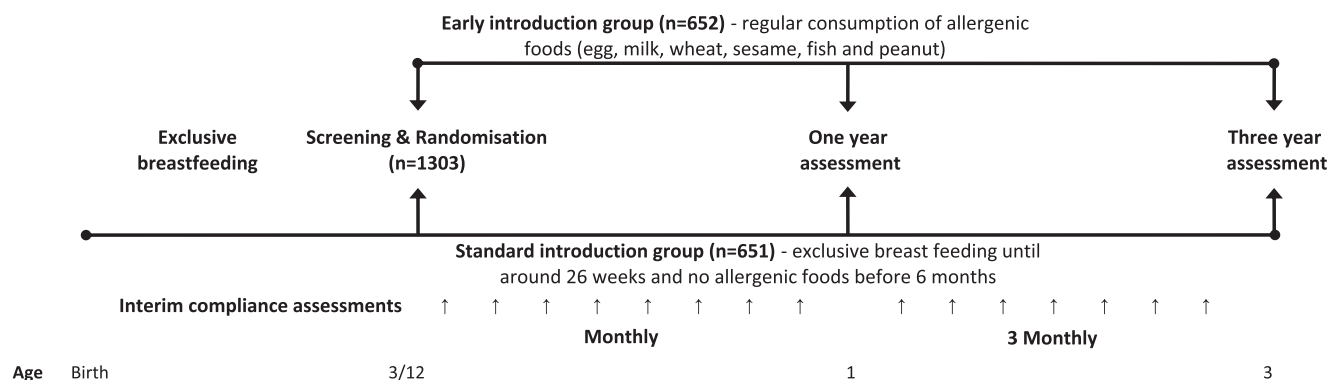 Early introduction group (n=652) - regular consumption of allergenic
foods (egg, milk, wheat, sesame, fish and peanut)
Exclusive
breastfeeding
Screening & Randomisation
(n=1303)
One year
assessment
Three year
assessment
Standard introduction group (n=651) - exclusive breast feeding until
around 26 weeks and no allergenic foods before 6 months
Interim compliance assessments ↑ ↑ ↑ ↑ ↑ ↑ ↑ ↑ ↑ ↑ ↑ ↑ ↑ ↑ ↑
Monthly 3 Monthly
Age Birth 3/12 1 3